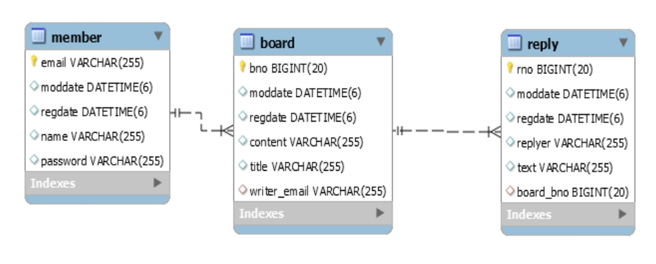 member
email VARCHAR(255)
moddate DATETIME(6)
regdate DATETIME(6)
name VARCHAR(255)
password VARCHAR(255)
Indexes
board
bno BIGINT(20)
moddate DATETIME(6)
regdate DATETIME(6)
content VARCHAR(255)
title VARCHAR(255)
writer_email VARCHAR(255)
Indexes
reply
rno BIGINT(20)
moddate DATETIME(6)
regdate DATETIME(6)
replyer VARCHAR(255)
text VARCHAR(255)
board_bno BIGINT(20)
Indexes